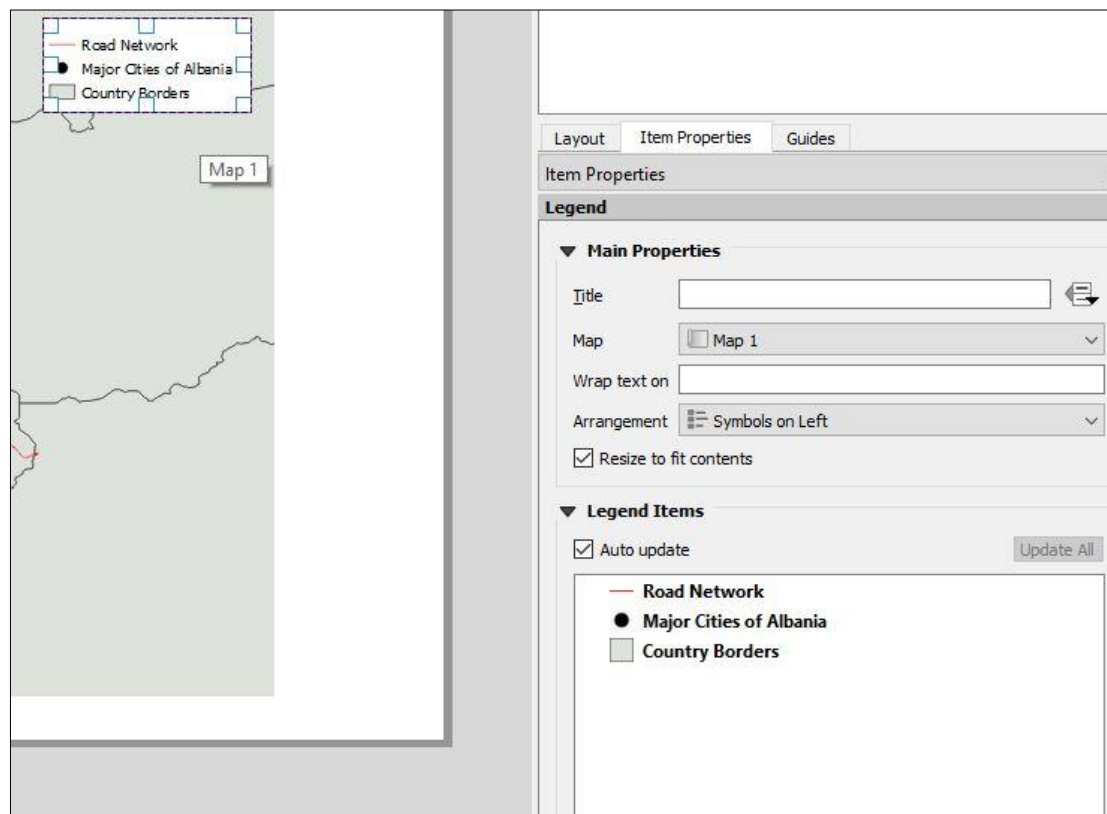 Road Network
Major Cities of Albania
Country Borders
Map 1
Layout
Item Properties
Guides
Item Properties
Legend
Main Properties
Title
Map
Map 1
Wrap text on
Arrangement
Symbols on Left
Resize to fit contents
Legend Items
Auto update
Update All
Road Network
Major Cities of Albania
Country Borders